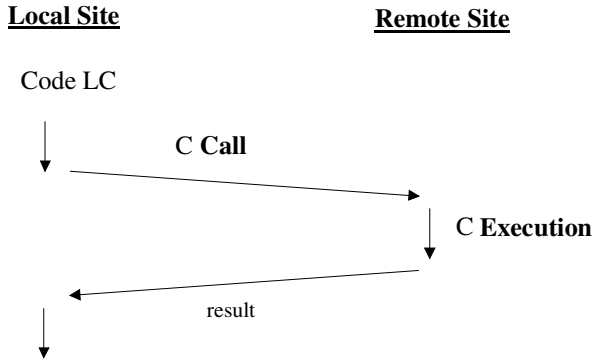 Local Site
Remote Site
Code LC
C Call
C Execution
result